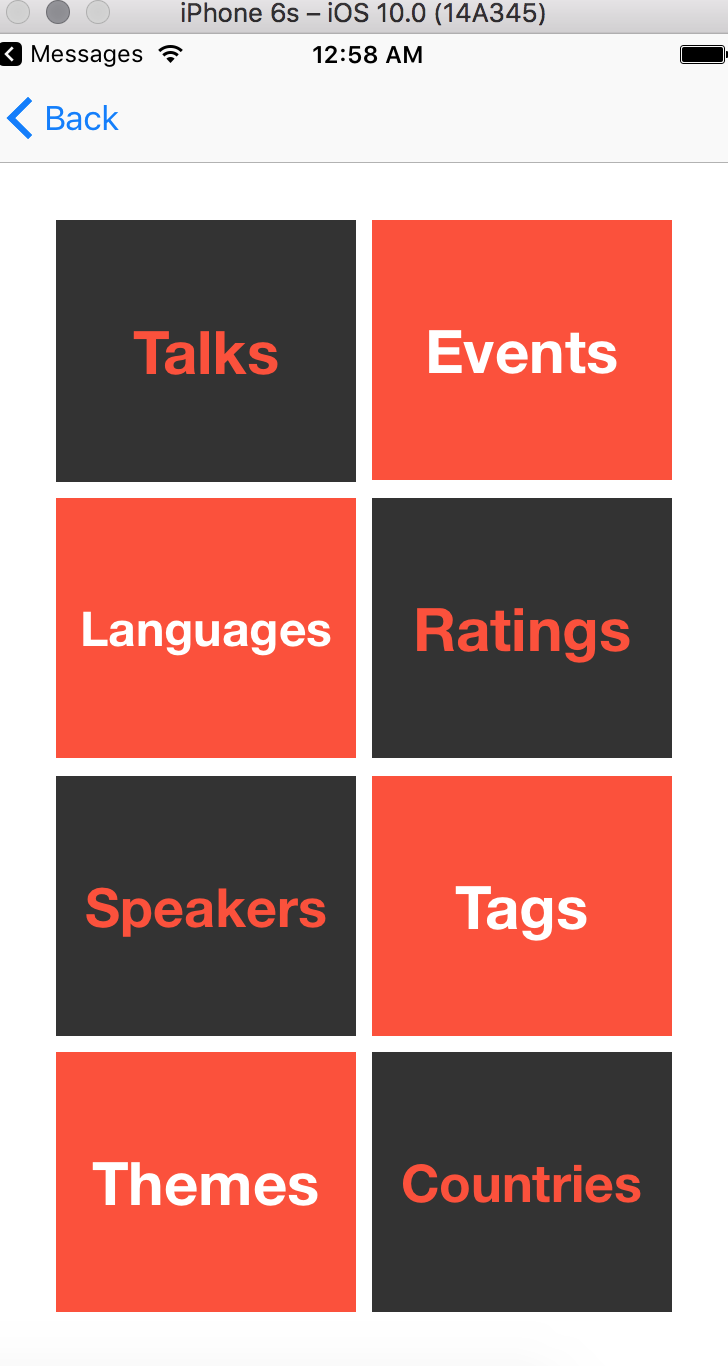 iPhone 6s – iOS 10.0 (14A345)
Messages 12:58 AM
Back
Talks Events
Languages Ratings
Speakers Tags
Themes Countries